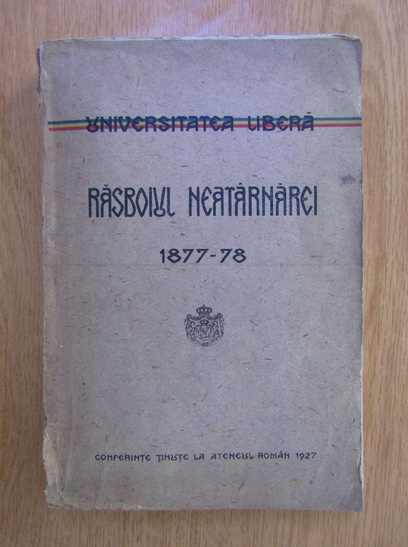 UNIVERSITATEA LIBERĂ
RĂSBOIUL NEATÂRNĂREI
1877-78
CONFERINȚE ȚINUTE LA ATENEUL ROMÂN 1927